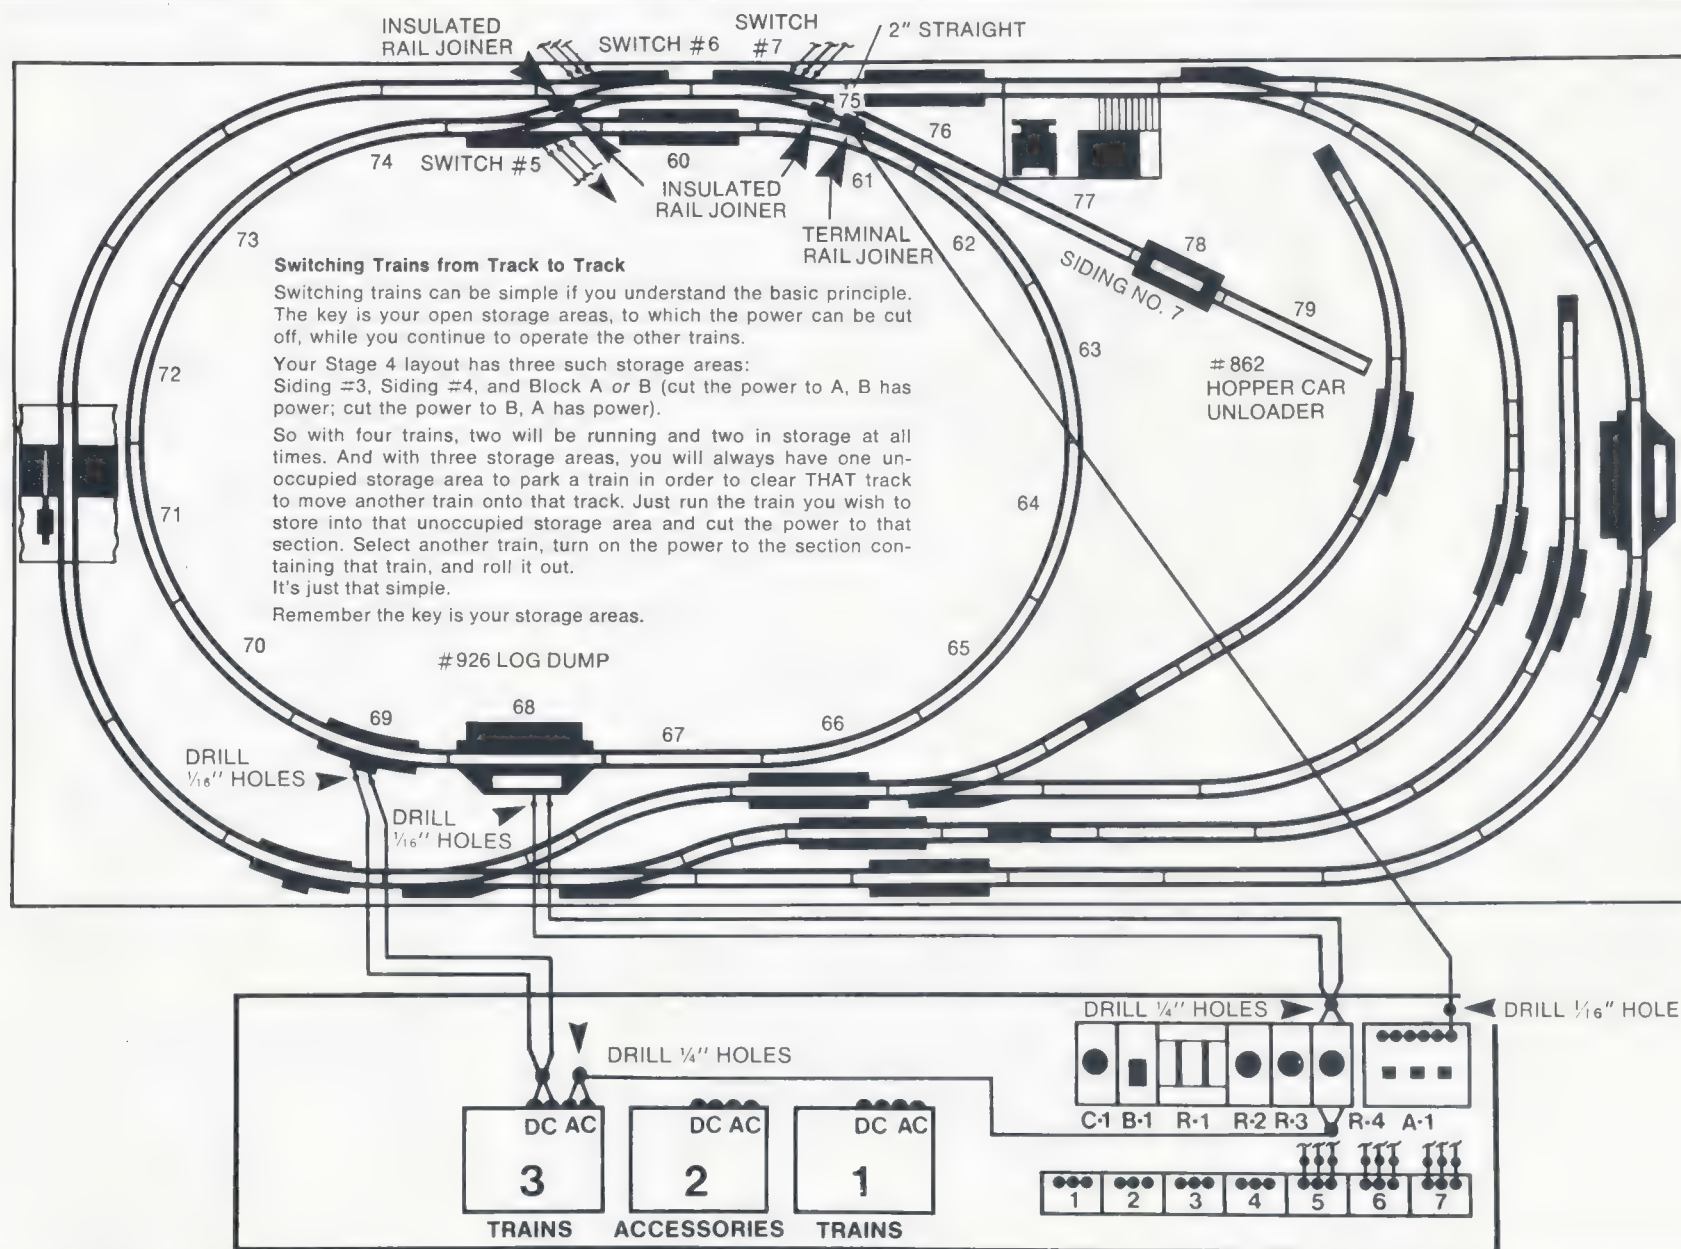 INSULATED
RAIL JOINER
SWITCH #6
SWITCH
#7
2" STRAIGHT
75
76
74
SWITCH #5
60
61
INSULATED
RAIL JOINER
77
TERMINAL
RAIL JOINER
62
78
SIDING NO. 7
79
73
Switching Trains from Track to Track
Switching trains can be simple if you understand the basic principle.
The key is your open storage areas, to which the power can be cut
off, while you continue to operate the other trains.
Your Stage 4 layout has three such storage areas:
Siding #3, Siding #4, and Block A or B (cut the power to A, B has
power; cut the power to B, A has power).
So with four trains, two will be running and two in storage at all
times. And with three storage areas, you will always have one un-
occupied storage area to park a train in order to clear THAT track
to move another train onto that track. Just run the train you wish to
store into that unoccupied storage area and cut the power to that
section. Select another train, turn on the power to the section con-
taining that train, and roll it out.
It's just that simple.
Remember the key is your storage areas.
63
#862
HOPPER CAR
UNLOADER
72
71
64
70
65
#926 LOG DUMP
69
68
67
66
DRILL
1/16" HOLES
DRILL
1/16" HOLES
DRILL 1/4" HOLES
DRILL 1/16" HOLE
DRILL 1/4" HOLES
C-1 B-1 R-1 R-2 R-3 R-4 A-1
DC AC
3
TRAINS
DC AC
2
ACCESSORIES
DC AC
1
TRAINS
1 2 3 4 5 6 7